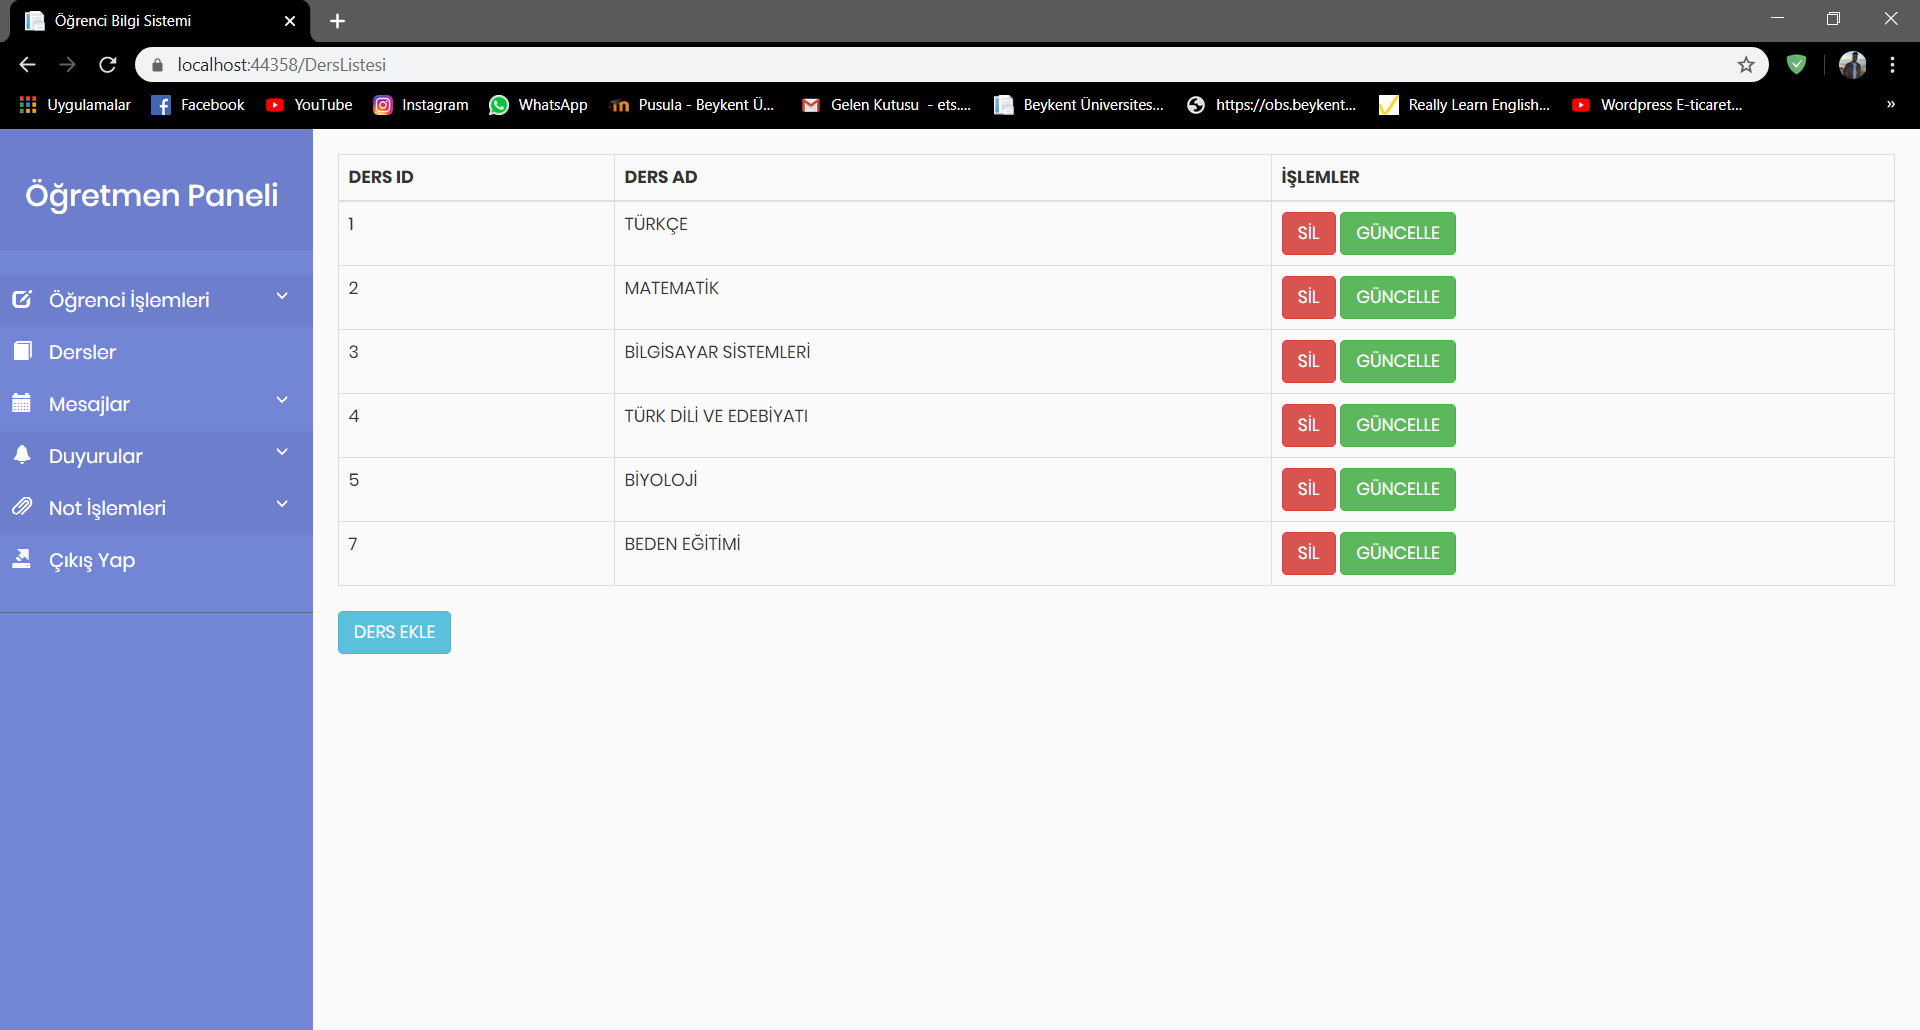 Öğrenci Bilgi Sistemi
localhost:44358/DersListesi
Uygulamalar Facebook YouTube Instagram WhatsApp Pusula - Beykent Ü... Gelen Kutusu - ets.... Beykent Üniversites... https://obs.beykent... Really Learn English... Wordpress E-ticaret... »
Öğretmen Paneli
Öğrenci İşlemleri
Dersler
Mesajlar
Duyurular
Not İşlemleri
Çıkış Yap
DERS ID DERS AD İŞLEMLER
1 TÜRKÇE SİL GÜNCELLE
2 MATEMATİK SİL GÜNCELLE
3 BİLGİSAYAR SİSTEMLERİ SİL GÜNCELLE
4 TÜRK DİLİ VE EDEBİYATI SİL GÜNCELLE
5 BİYOLOJİ SİL GÜNCELLE
7 BEDEN EĞİTİMİ SİL GÜNCELLE
DERS EKLE